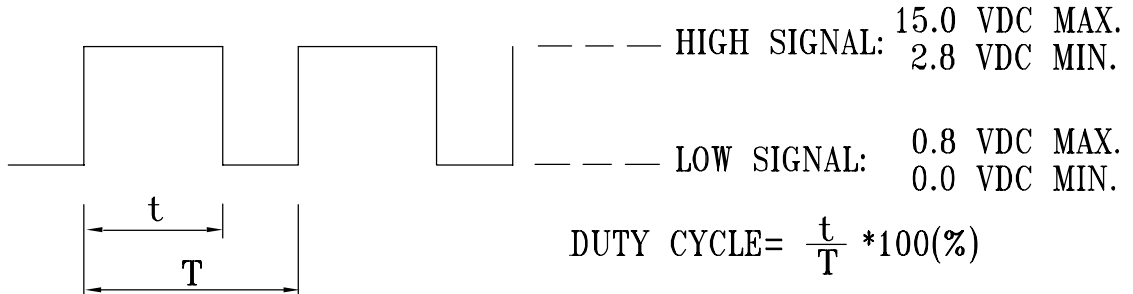 HIGH SIGNAL: 15.0 VDC MAX.
2.8 VDC MIN.
LOW SIGNAL: 0.8 VDC MAX.
0.0 VDC MIN.
t
T
DUTY CYCLE= t/T *100(%)